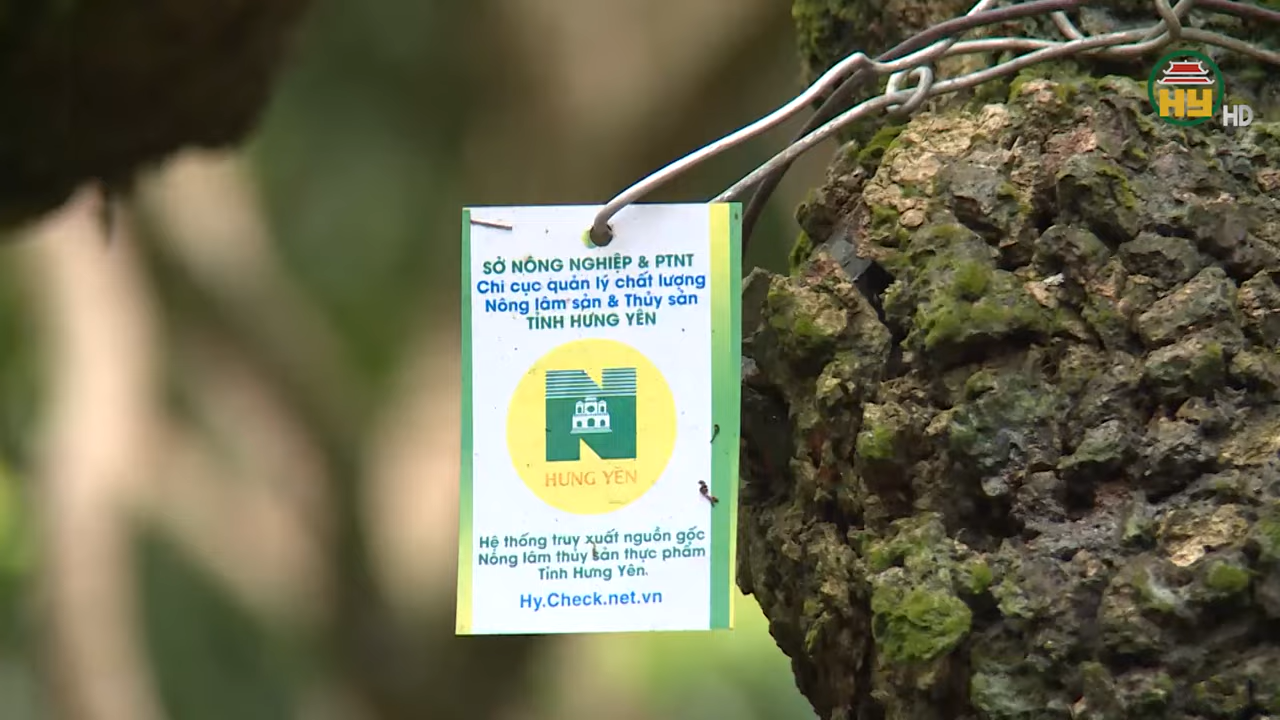 HY HD
SỞ NÔNG NGHIỆP & PTNT
Chi cục quản lý chất lượng
Nông lâm sản & Thủy sản
TỈNH HƯNG YÊN
N
HƯNG YÊN
Hệ thống truy xuất nguồn gốc
Nông lâm thủy sản thực phẩm
Tỉnh Hưng Yên.
Hy.Check.net.vn